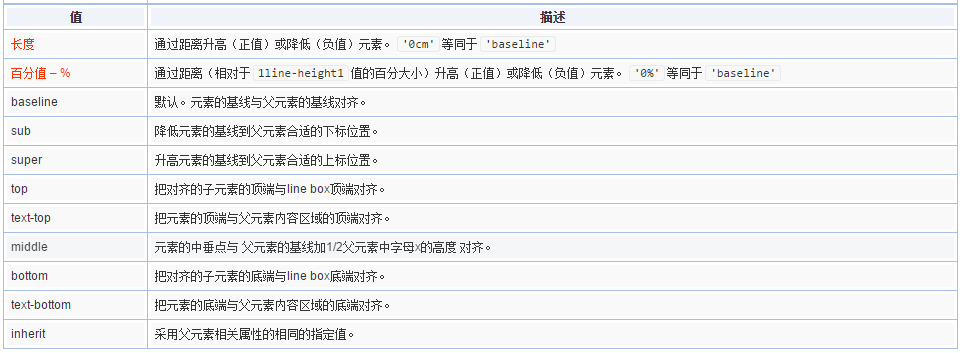 值 描述
长度 通过距离升高（正值）或降低（负值）元素。 '0cm' 等同于 'baseline'
百分值 – % 通过距离（相对于 1line-height1 值的百分大小）升高（正值）或降低（负值）元素。 '0%' 等同于 'baseline'
baseline 默认。元素的基线与父元素的基线对齐。
sub 降低元素的基线到父元素合适的下标位置。
super 升高元素的基线到父元素合适的上标位置。
top 把对齐的子元素的顶端与line box顶端对齐。
text-top 把元素的顶端与父元素内容区域的顶端对齐。
middle 元素的中垂点与 父元素的基线加1/2父元素中字母x的高度 对齐。
bottom 把对齐的子元素的底端与line box底端对齐。
text-bottom 把元素的底端与父元素内容区域的底端对齐。
inherit 采用父元素相关属性的相同的指定值。